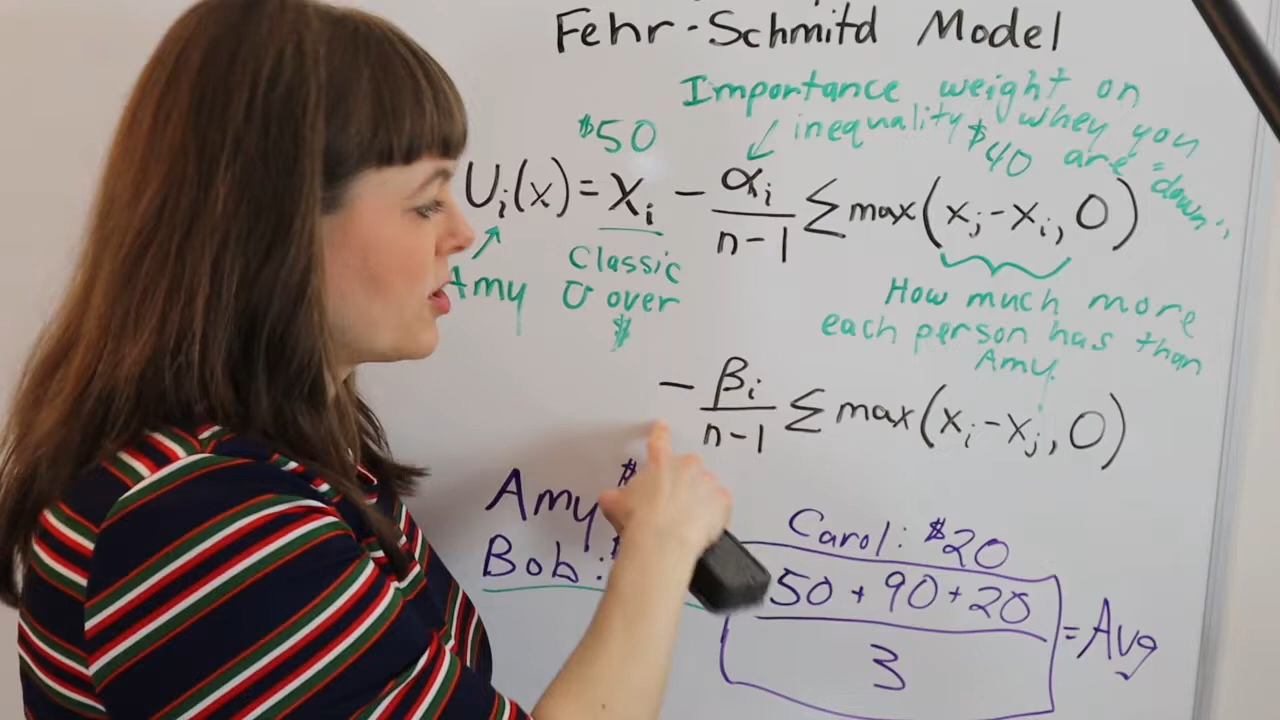 Fehr-Schmitd Model
Importance weight on
inequality whey you
are "down"
$50
$40
Uᵢ(x) = Xᵢ - αᵢ/n-1 Σ max(xⱼ-xᵢ, 0)
Amy
Classic
U over
$
How much more
each person has than
Amy.
- βᵢ/n-1 Σ max(xᵢ-xⱼ, 0)
Amy
Bob:
Carol: $20
50 + 90 + 20
3
= Avg